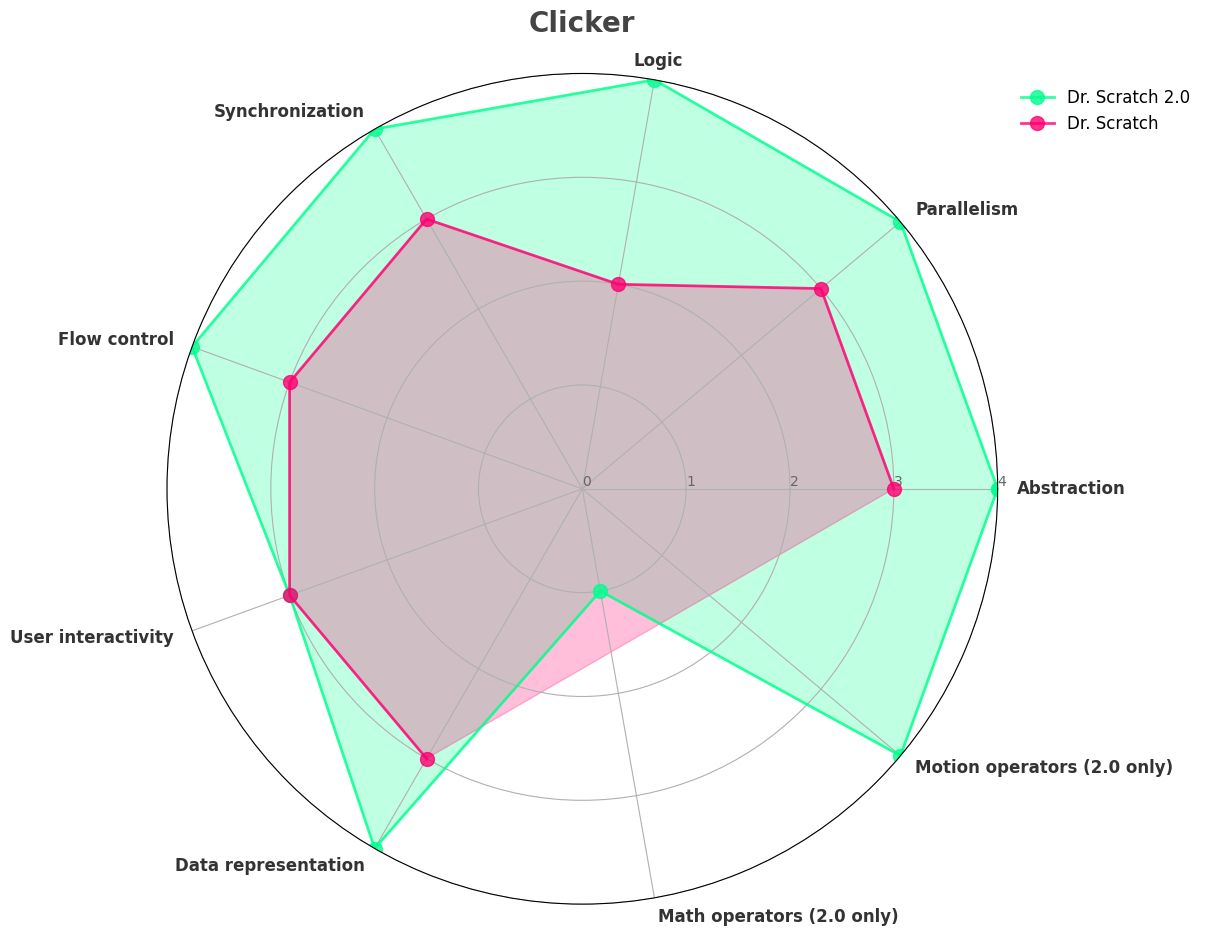 Clicker
Logic
Dr. Scratch 2.0
Synchronization
Dr. Scratch
Parallelism
Flow control
0
1
2
3
4
Abstraction
User interactivity
Motion operators (2.0 only)
Data representation
Math operators (2.0 only)